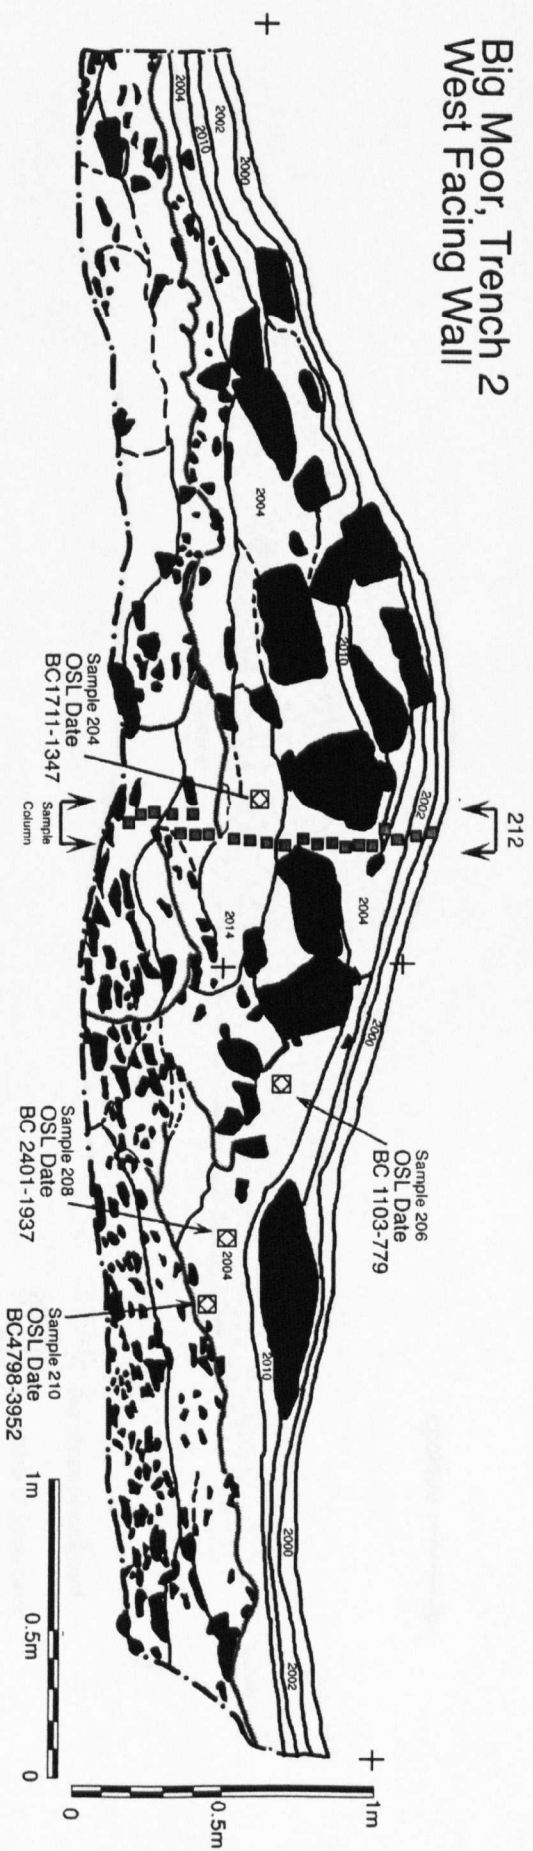 Big Moor, Trench 2
West Facing Wall
2004
2010
2002
2000
2004
2010
2002
212
Sample 204
OSL Date
BC1711-1347
Sample
Column
2014
2004
2000
Sample 206
OSL Date
BC 1103-779
Sample 208
OSL Date
BC 2401-1937
2004
2010
Sample 210
OSL Date
BC4798-3952
2000
2002
1m
0.5m
0
1m
0.5m
0